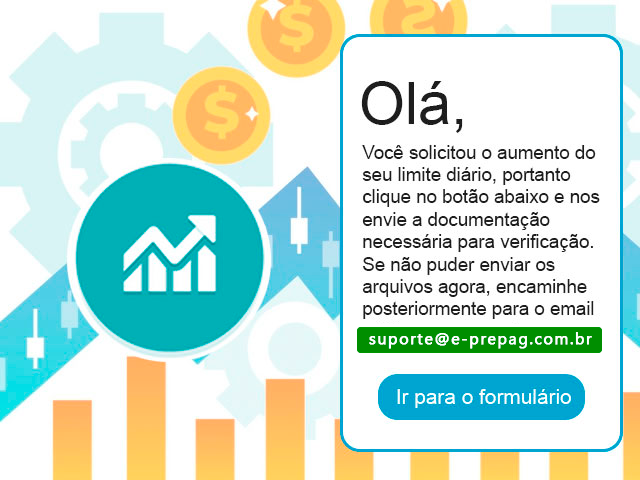 Olá,
Você solicitou o aumento do
seu limite diário, portanto
clique no botão abaixo e nos
envie a documentação
necessária para verificação.
Se não puder enviar os
arquivos agora, encaminhe
posteriormente para o email
suporte@e-prepag.com.br
Ir para o formulário